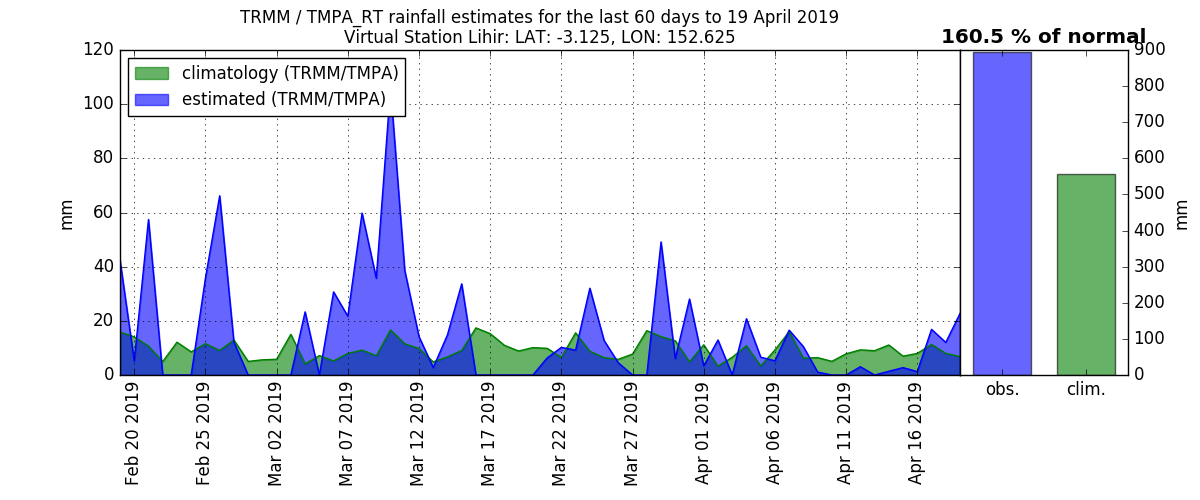 TRMM / TMPA_RT rainfall estimates for the last 60 days to 19 April 2019
Virtual Station Lihir: LAT: -3.125, LON: 152.625
160.5 % of normal
climatology (TRMM/TMPA)
estimated (TRMM/TMPA)
mm
120
100
80
60
40
20
0
Feb 20 2019
Feb 25 2019
Mar 02 2019
Mar 07 2019
Mar 12 2019
Mar 17 2019
Mar 22 2019
Mar 27 2019
Apr 01 2019
Apr 06 2019
Apr 11 2019
Apr 16 2019
obs.
clim.
900
800
700
600
500
400
300
200
100
0
mm